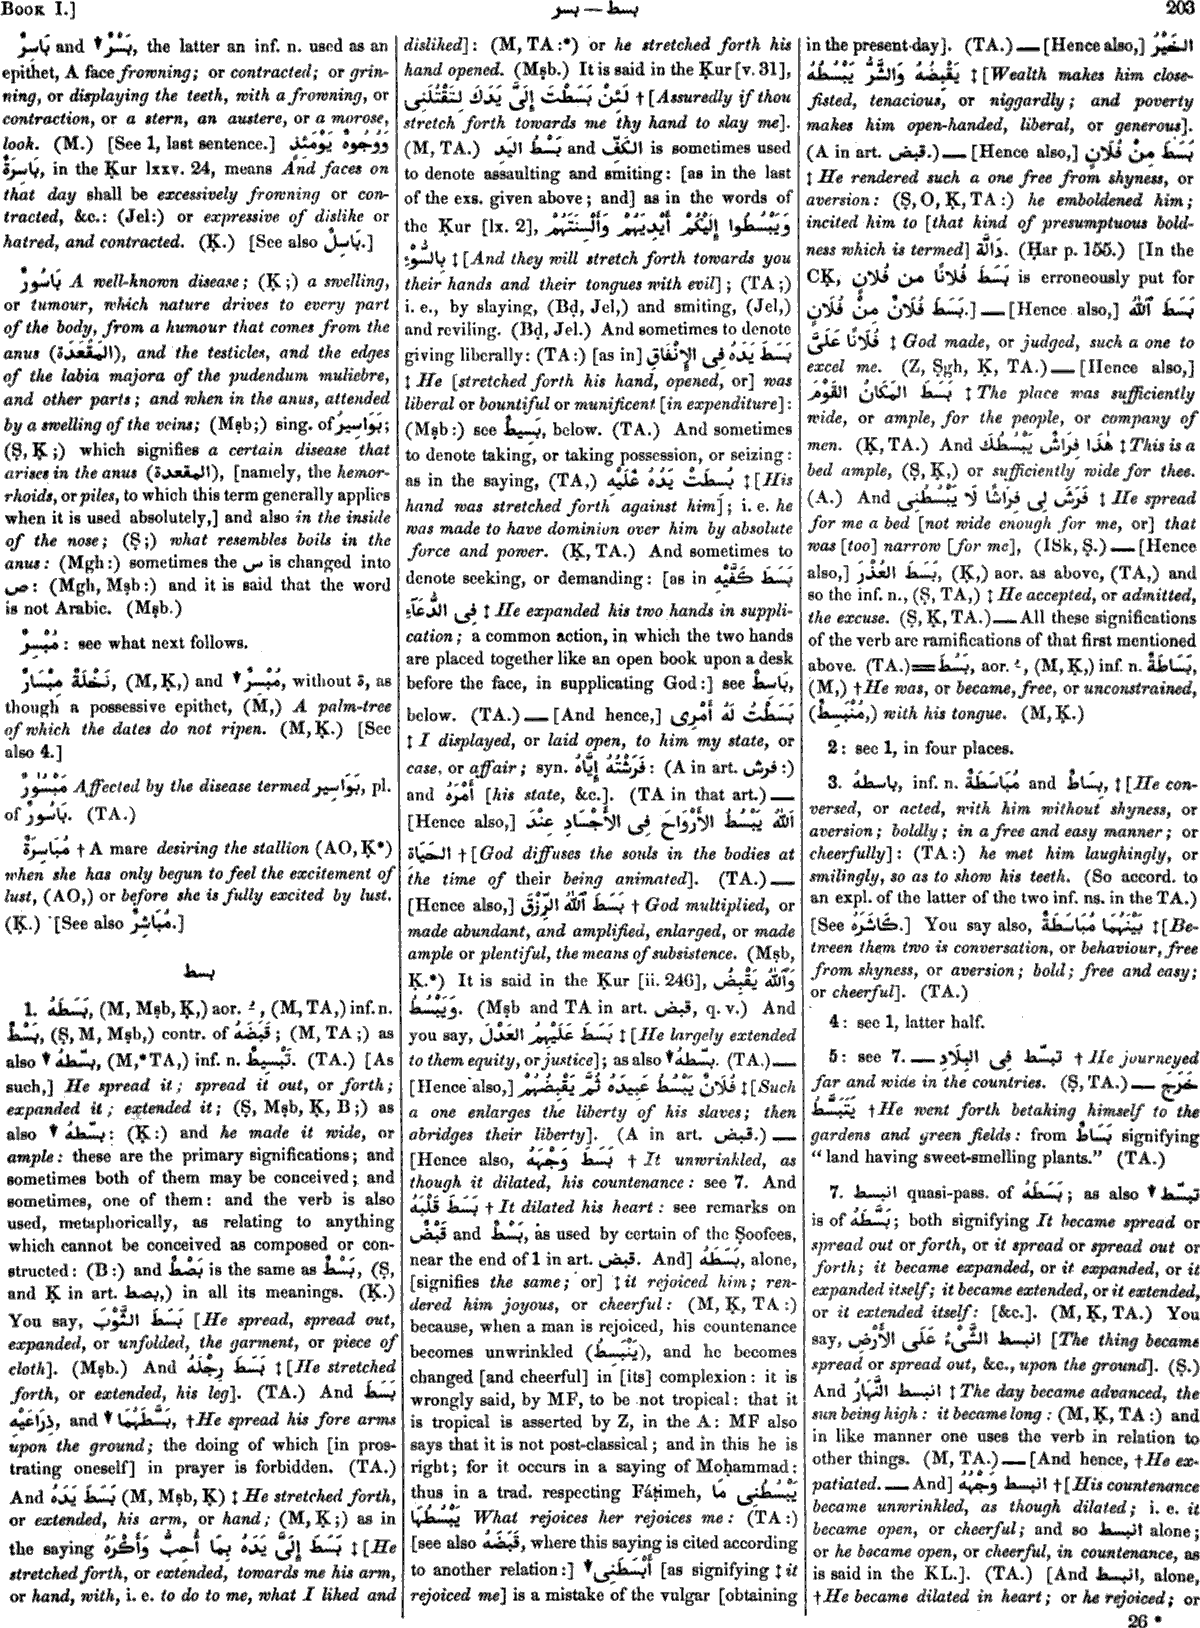 BOOK I.]
بسر — بسط
203
بَاسِرٌ and ▼ بَسْرٌ, the latter an inf. n. used as an
epithet, A face frowning; or contracted; or grin-
ning, or displaying the teeth, with a frowning, or
contraction, or a stern, an austere, or a morose,
look. (M.) [See 1, last sentence.] وَوُجُوهٌ يَوْمَئِذٍ
بَاسِرَةٌ, in the Ḳur lxxv. 24, means And faces on
that day shall be excessively frowning or con-
tracted, &c.: (Jel:) or expressive of dislike or
hatred, and contracted. (Ḳ.) [See also بَاسِلٌ.]
بَاسُورٌ A well-known disease; (Ḳ;) a swelling,
or tumour, which nature drives to every part
of the body, from a humour that comes from the
anus (المَقْعَدَة), and the testicles, and the edges
of the labia majora of the pudendum muliebre,
and other parts; and when in the anus, attended
by a swelling of the veins; (Mṣb;) sing. of بَوَاسِيرُ;
(Ṣ, Ḳ;) which signifies a certain disease that
arises in the anus (المقعدة), [namely, the hemor-
rhoids, or piles, to which this term generally applies
when it is used absolutely,] and also in the inside
of the nose; (Ṣ;) what resembles boils in the
anus: (Mgh:) sometimes the س is changed into
ص: (Mgh, Mṣb:) and it is said that the word
is not Arabic. (Mṣb.)
مُبْسِرٌ: see what next follows.
نَخْلَةٌ مِبْسَارٌ, (M, Ḳ,) and ▼ مُبْسِرٌ, without ة, as
though a possessive epithet, (M,) A palm-tree
of which the dates do not ripen. (M, Ḳ.) [See
also 4.]
مَبْسُورٌ Affected by the disease termed بَوَاسِير, pl.
of بَاسُورٌ. (TA.)
مُبَاسِرَةٌ † A mare desiring the stallion (AO, Ḳ*)
when she has only begun to feel the excitement of
lust, (AO,) or before she is fully excited by lust.
(Ḳ.) [See also مُبَاشِرٌ.]
بسط
1. بَسَطَهُ, (M, Mṣb, Ḳ,) aor. ـُ, (M, TA,) inf. n.
بَسْطٌ, (Ṣ, M, Mṣb,) contr. of قَبَضَهُ; (M, TA;) as
also ▼ بسّطهُ, (M,* TA,) inf. n. تَبْسِيطٌ. (TA.) [As
such,] He spread it; spread it out, or forth;
expanded it; extended it; (Ṣ, Mṣb, Ḳ, B;) as
also ▼ بسّطهُ: (Ḳ:) and he made it wide, or
ample: these are the primary significations; and
sometimes both of them may be conceived; and
sometimes, one of them: and the verb is also
used, metaphorically, as relating to anything
which cannot be conceived as composed or con-
structed: (B:) and بَصْطٌ is the same as بَسْطٌ, (Ṣ,
and Ḳ in art. بصط,) in all its meanings. (Ḳ.)
You say, بَسَطَ الثَّوْبَ [He spread, spread out,
expanded, or unfolded, the garment, or piece of
cloth]. (Mṣb.) And بَسَطَ رِجْلَهُ ‡ [He stretched
forth, or extended, his leg]. (TA.) And بَسَطَ
ذِرَاعَيْهِ, and ▼ بَسَّطَهُمَا, † He spread his fore arms
upon the ground; the doing of which [in pros-
trating oneself] in prayer is forbidden. (TA.)
And بَسَطَ يَدَهُ (M, Mṣb, Ḳ) ‡ He stretched forth,
or extended, his arm, or hand; (M, Ḳ;) as in
the saying بَسَطَ إِلَىَّ يَدَهُ بِمَا أُحِبُّ وَأَكْرَهُ ‡ [He
stretched forth, or extended, towards me his arm,
or hand, with, i. e. to do to me, what I liked and
disliked]: (M, TA:*) or he stretched forth his
hand opened. (Mṣb.) It is said in the Ḳur [v. 31],
لَئِنْ بَسَطْتَ إِلَىَّ يَدَكَ لِتَقْتُلَنِى † [Assuredly if thou
stretch forth towards me thy hand to slay me].
(M, TA.) بَسْطُ اليَدِ and الكَفِّ is sometimes used
to denote assaulting and smiting: [as in the last
of the exs. given above; and] as in the words of
the Ḳur [lx. 2], وَيَبْسُطُوا إِلَيْكُمْ أَيْدِيَهُمْ وَأَلْسِنَتَهُمْ
بِالسُّوْءِ ‡ [And they will stretch forth towards you
their hands and their tongues with evil]; (TA;)
i. e., by slaying, (Bḍ, Jel,) and smiting, (Jel,)
and reviling. (Bḍ, Jel.) And sometimes to denote
giving liberally: (TA:) [as in] بَسَطَ يَدَهُ فِى الإِنْفَاقِ
‡ He [stretched forth his hand, opened, or] was
liberal or bountiful or munificent [in expenditure]:
(Mṣb:) see بَسِيطٌ, below. (TA.) And sometimes
to denote taking, or taking possession, or seizing:
as in the saying, (TA,) بُسِطَتْ يَدُهُ عَلَيْهِ ‡ [His
hand was stretched forth against him]; i. e. he
was made to have dominion over him by absolute
force and power. (Ḳ, TA.) And sometimes to
denote seeking, or demanding: [as in بَسَطَ كَفَّيْهِ
فِى الدُّعَآءِ ‡ He expanded his two hands in suppli-
cation; a common action, in which the two hands
are placed together like an open book upon a desk
before the face, in supplicating God:] see بَاسِطٌ,
below. (TA.) — [And hence,] بَسَطْتُ لَهُ أَمْرِى
‡ I displayed, or laid open, to him my state, or
case, or affair; syn. فَرَشْتُهُ إِيَّاهُ: (A in art. فرش:)
and أَمْرَهُ [his state, &c.]. (TA in that art.) —
[Hence also,] اللّٰهُ يَبْسُطُ الأَرْوَاحَ فِى الأَجْسَادِ عِنْدَ
الحَيَاةِ † [God diffuses the souls in the bodies at
the time of their being animated]. (TA.) —
[Hence also,] بَسَطَ ٱللّٰهُ الرِّزْقَ † God multiplied, or
made abundant, and amplified, enlarged, or made
ample or plentiful, the means of subsistence. (Mṣb,
Ḳ.*) It is said in the Ḳur [ii. 246], وَٱللّٰهُ يَقْبِضُ
وَيَبْسُطُ. (Mṣb and TA in art. قبض, q. v.) And
you say, بَسَطَ عَلَيْهِمُ العَدْلَ ‡ [He largely extended
to them equity, or justice]; as also ▼ بسّطهُ. (TA.) —
[Hence also,] فُلَانٌ يَبْسُطُ عَبِيدَهُ ثُمَّ يَقْبِضُهُمْ ‡ [Such
a one enlarges the liberty of his slaves; then
abridges their liberty]. (A in art. قبض.) —
[Hence also, بَسَطَ وَجْهَهُ † It unwrinkled, as
though it dilated, his countenance: see 7. And
بَسَطَ قَلْبَهُ † It dilated his heart: see remarks on
قَبْضٌ and بَسْطٌ, as used by certain of the Ṣoofees,
near the end of 1 in art. قبض. And] بَسَطَهُ, alone,
[signifies the same; or] ‡ it rejoiced him; ren-
dered him joyous, or cheerful: (M, Ḳ, TA:)
because, when a man is rejoiced, his countenance
becomes unwrinkled (يَنْبَسِطُ), and he becomes
changed [and cheerful] in [its] complexion: it is
wrongly said, by MF, to be not tropical: that it
is tropical is asserted by Z, in the A: MF also
says that it is not post-classical; and in this he is
right; for it occurs in a saying of Moḥammad:
thus in a trad. respecting Fáṭimeh, يَبْسُطُنِى مَا
يَبْسُطُهَا What rejoices her rejoices me: (TA:)
[see also قَبَضَهُ, where this saying is cited according
to another relation:] ▼ أَبْسَطَنِى [as signifying ‡ it
rejoiced me] is a mistake of the vulgar [obtaining
in the present day]. (TA.) — [Hence also,] الخَيْرُ
يَقْبِضُهُ وَالشَّرُّ يَبْسُطُهُ ‡ [Wealth makes him close-
fisted, tenacious, or niggardly; and poverty
makes him open-handed, liberal, or generous].
(A in art. قبض.) — [Hence also,] بَسَطَ مِنْ فُلَانٍ
‡ He rendered such a one free from shyness, or
aversion: (Ṣ, O, Ḳ, TA:) he emboldened him;
incited him to [that kind of presumptuous bold-
ness which is termed] دَالَّة. (Ḥar p. 155.) [In the
CḲ, بَسَطَ فُلَانًا من فُلَانٍ is erroneously put for
بَسَطَ فُلَانٌ مِنْ فُلَانٍ.] — [Hence also,] بَسَطَ ٱللّٰهُ
فُلَانًا عَلَىَّ ‡ God made, or judged, such a one to
excel me. (Z, Ṣgh, Ḳ, TA.) — [Hence also,]
بَسَطَ المَكَانُ القَوْمَ ‡ The place was sufficiently
wide, or ample, for the people, or company of
men. (Ḳ, TA.) And هٰذَا فِرَاشٌ يَبْسُطُكَ ‡ This is a
bed ample, (Ṣ, Ḳ,) or sufficiently wide for thee.
(A.) And فَرَشَ لِى فِرَاشًا لَا يَبْسُطُنِى ‡ He spread
for me a bed [not wide enough for me, or] that
was [too] narrow [for me], (ISk, Ṣ.) — [Hence
also,] بَسَطَ العُذْرَ, (Ḳ,) aor. as above, (TA,) and
so the inf. n., (Ṣ, TA,) ‡ He accepted, or admitted,
the excuse. (Ṣ, Ḳ, TA.) — All these significations
of the verb are ramifications of that first mentioned
above. (TA.) = بَسُطَ, aor. ـُ, (M, Ḳ,) inf. n. بَسَاطَةٌ,
(M,) † He was, or became, free, or unconstrained,
(مُنْبَسِطٌ,) with his tongue. (M, Ḳ.)
2: see 1, in four places.
3. باسطهُ, inf. n. مُبَاسَطَةٌ and بِسَاطٌ, ‡ [He con-
versed, or acted, with him without shyness, or
aversion; boldly; in a free and easy manner; or
cheerfully]: (TA:) he met him laughingly, or
smilingly, so as to show his teeth. (So accord. to
an expl. of the latter of the two inf. ns. in the TA.)
[See كَاشَرَهُ.] You say also, بَيْنَهُمَا مُبَاسَطَةٌ ‡ [Be-
tween them two is conversation, or behaviour, free
from shyness, or aversion; bold; free and easy;
or cheerful]. (TA.)
4: see 1, latter half.
5: see 7. — تبسّط فِى البِلَادِ † He journeyed
far and wide in the countries. (Ṣ, TA.) — خَرَجَ
يَتَبَسَّطُ † He went forth betaking himself to the
gardens and green fields: from بِسَاطٌ signifying
“land having sweet-smelling plants.” (TA.)
7. انبسط quasi-pass. of بَسَطَهُ; as also ▼ تبسّط
is of بَسَّطَهُ; both signifying It became spread or
spread out or forth, or it spread or spread out or
forth; it became expanded, or it expanded, or it
expanded itself; it became extended, or it extended,
or it extended itself: [&c.]. (M, Ḳ, TA.) You
say, انبسط الشَّىْءُ عَلَى الأَرْضِ [The thing became
spread or spread out, &c., upon the ground]. (Ṣ.)
And انبسط النَّهَارُ ‡ The day became advanced, the
sun being high: it became long: (M, Ḳ, TA:) and
in like manner one uses the verb in relation to
other things. (M, TA.) — [And hence, † He ex-
patiated. — And] انبسط وَجْهُهُ † [His countenance
became unwrinkled, as though dilated; i. e. it
became open, or cheerful; and so انبسط alone;
or he became open, or cheerful, in countenance, as
is said in the KL.]. (TA.) [And انبسط, alone,
† He became dilated in heart; or he rejoiced; or
26 *